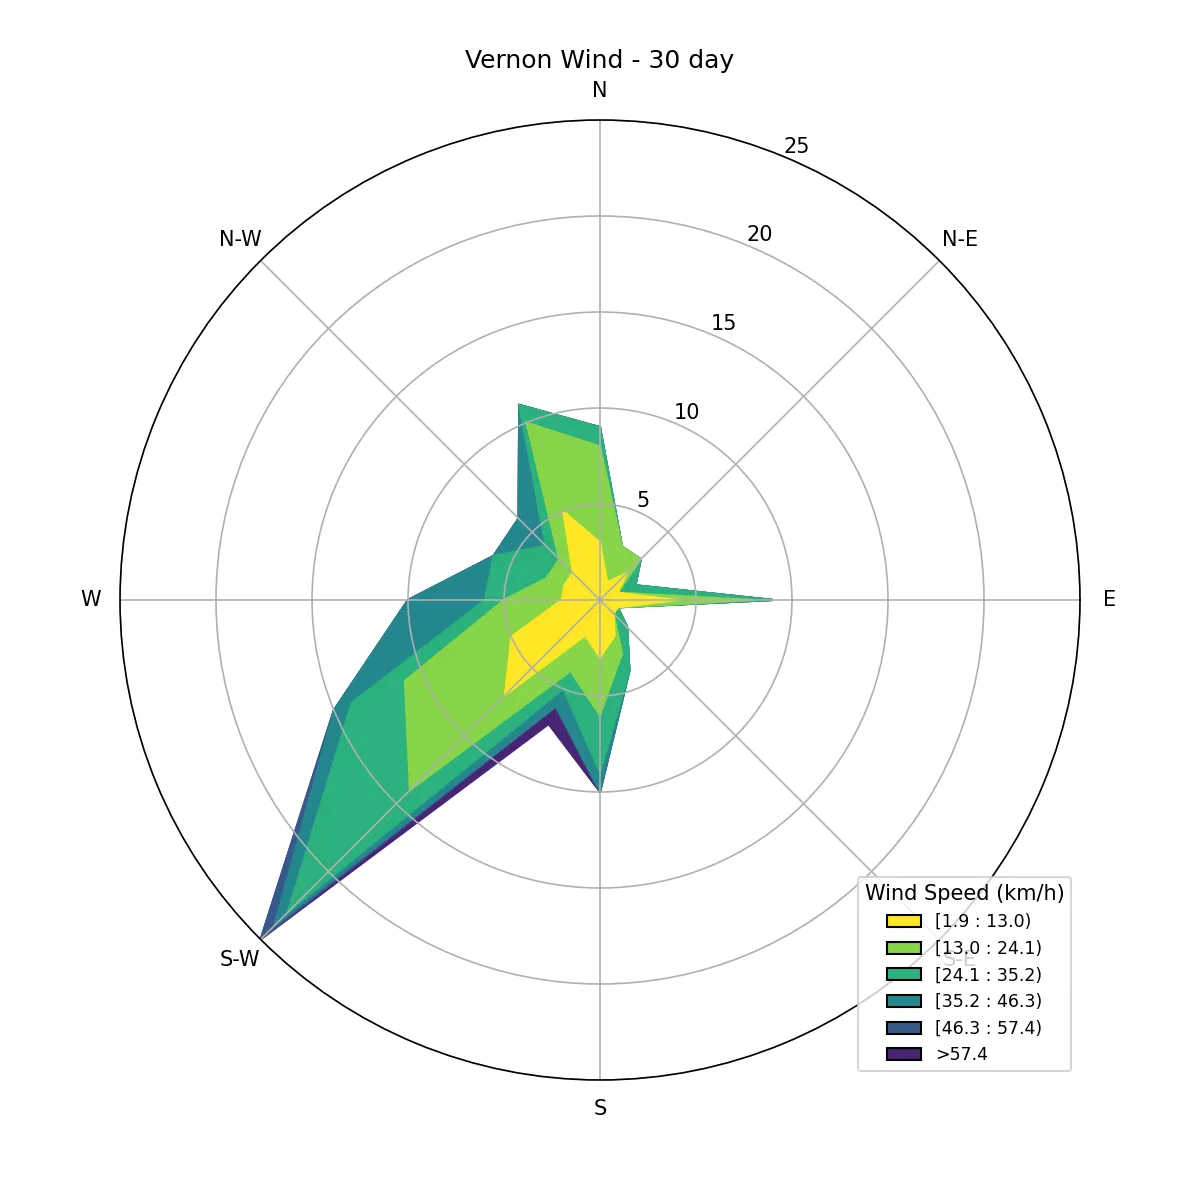 Vernon Wind - 30 day
N
25
N-W
20
N-E
15
10
5
W
E
S-W
S-E
S
Wind Speed (km/h)
[1.9 : 13.0)
[13.0 : 24.1)
[24.1 : 35.2)
[35.2 : 46.3)
[46.3 : 57.4)
>57.4